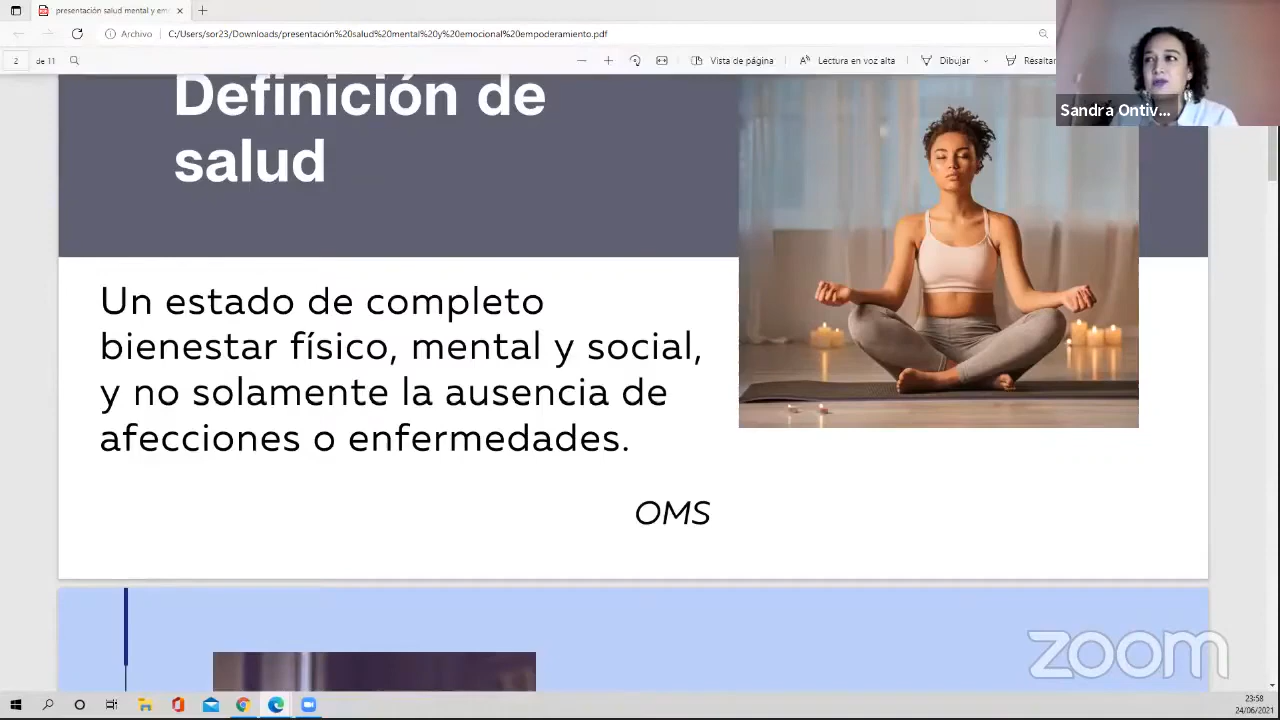 presentación salud mental y em
Archivo
C:/Users/sor23/Downloads/presentación%20salud%20mental%20y%20emocional%20empoderamiento.pdf
2 de 11
Vista de página
Lectura en voz alta
Dibujar
Resaltar
Sandra Ontiv...
Definición de
salud
Un estado de completo
bienestar físico, mental y social,
y no solamente la ausencia de
afecciones o enfermedades.
OMS
zoom
23:58
24/06/2021